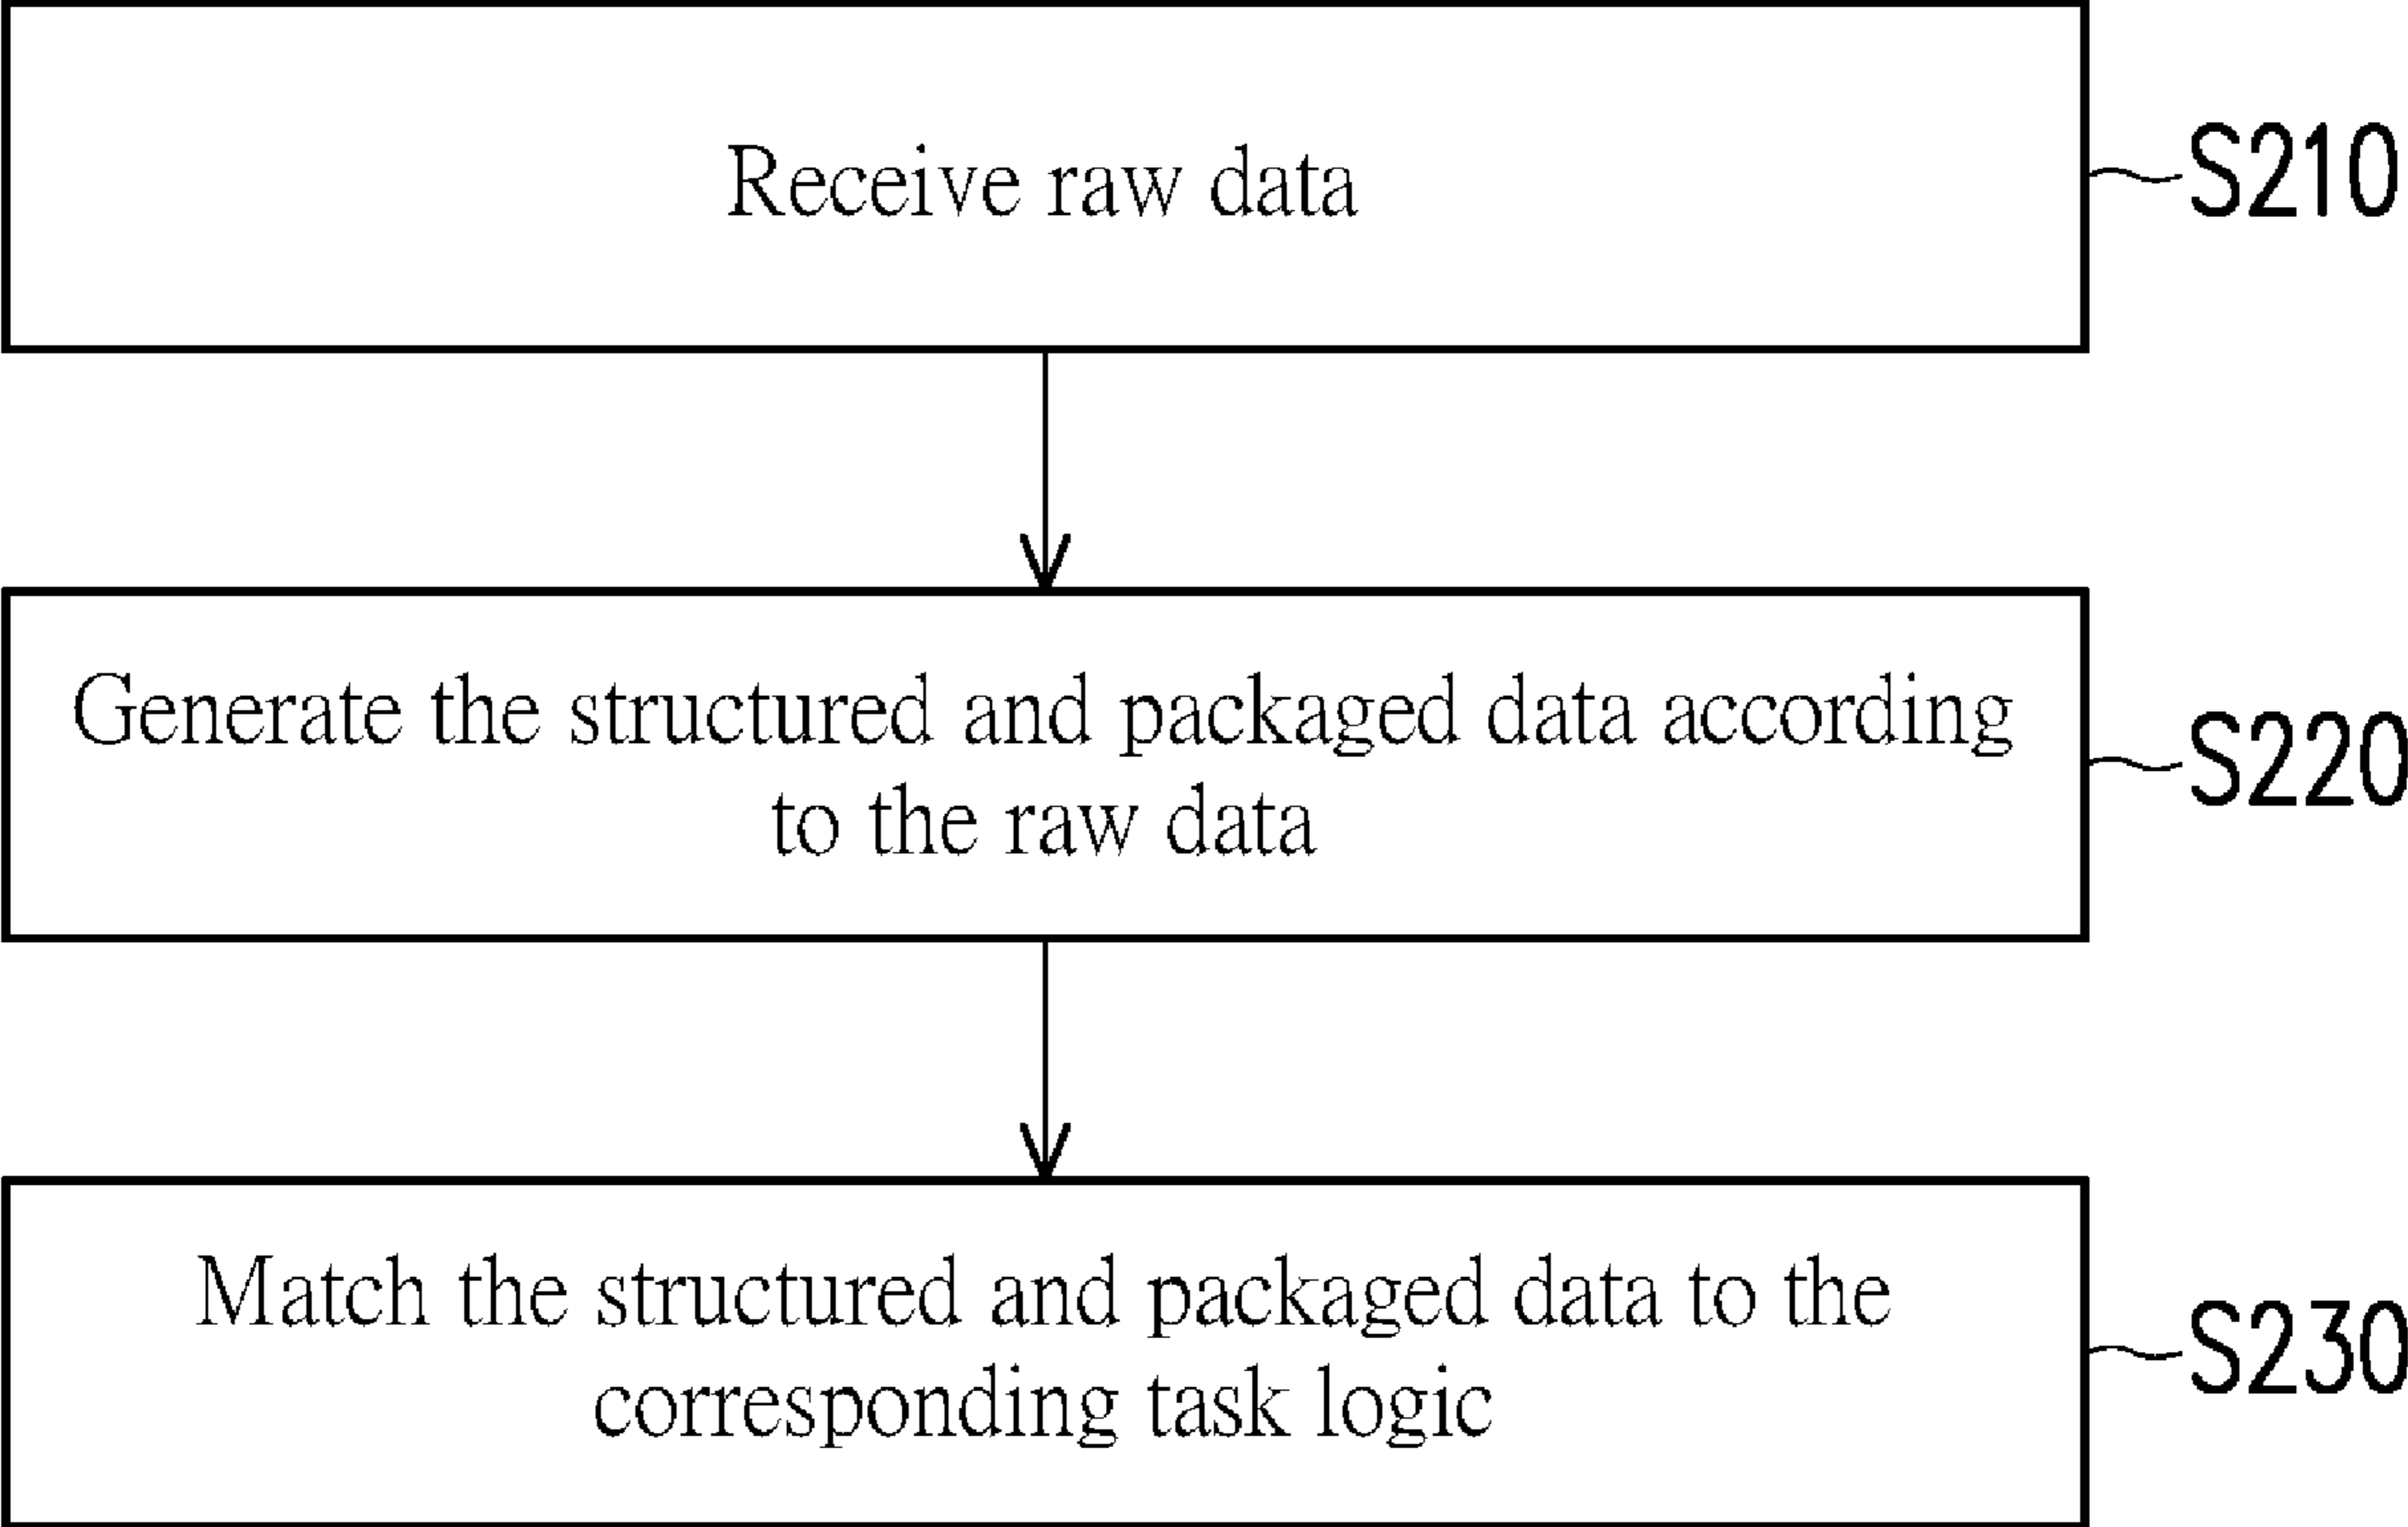 Receive raw data
S210
Generate the structured and packaged data according
to the raw data
S220
Match the structured and packaged data to the
corresponding task logic
S230